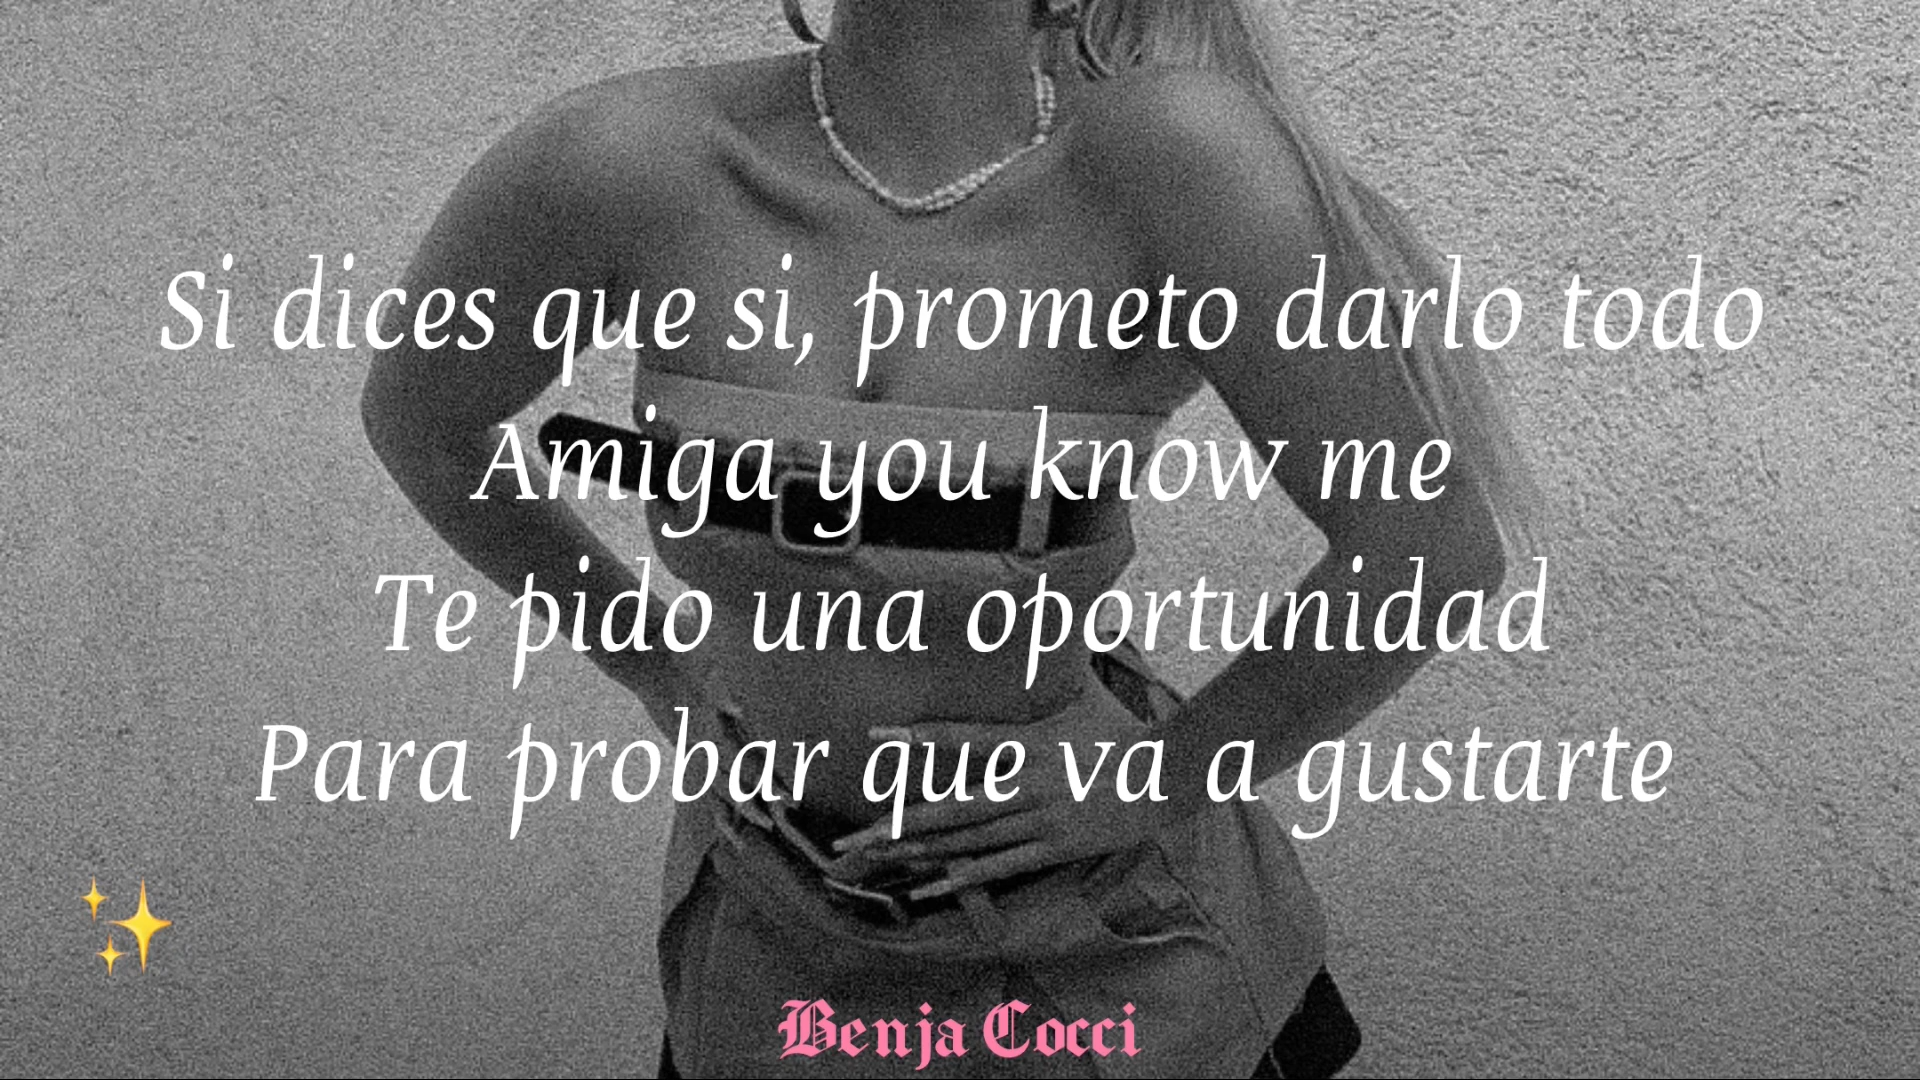 Si dices que si, prometo darlo todo
Amiga you know me
Te pido una oportunidad
Para probar que va a gustarte
Benja Cocci